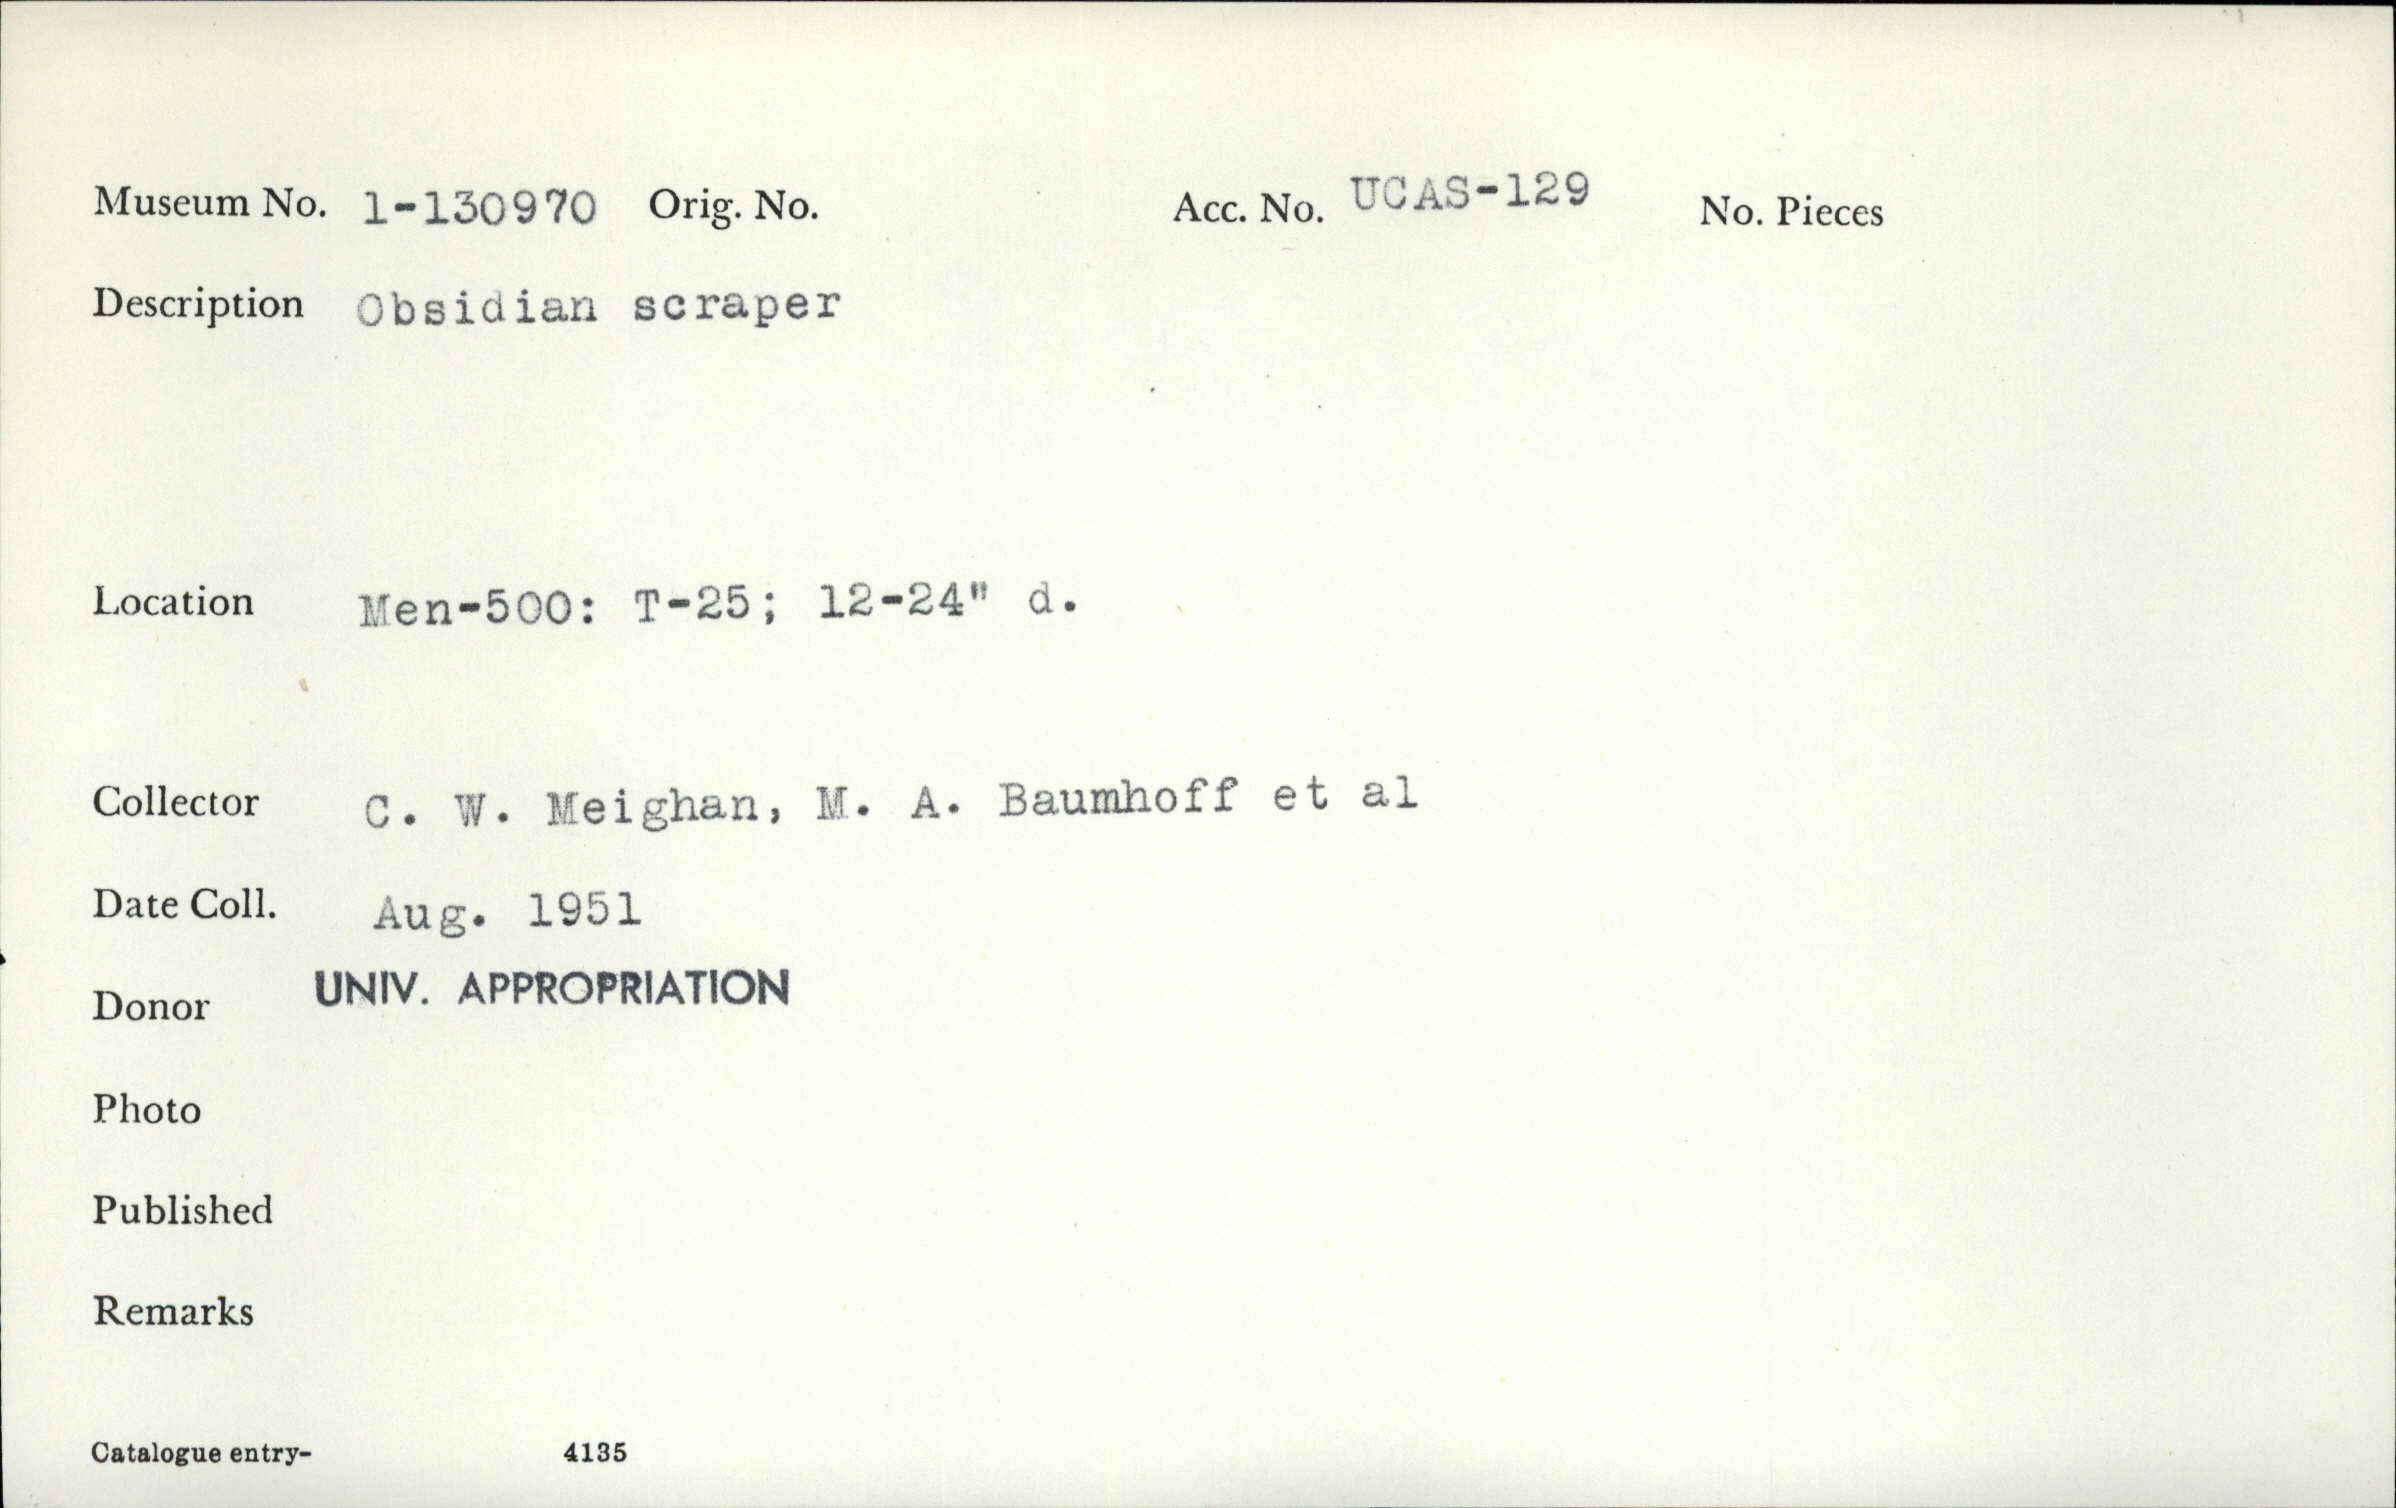 Museum No. 1-130970 Orig. No. Acc. No. UCAS-129 No. Pieces
Description Obsidian scraper
Location Men-500: T-25; 12-24" d.
Collector C. W. Meighan, M. A. Baumhoff et al
Date Coll. Aug. 1951
Donor UNIV. APPROPRIATION
Photo
Published
Remarks
Catalogue entry- 4135